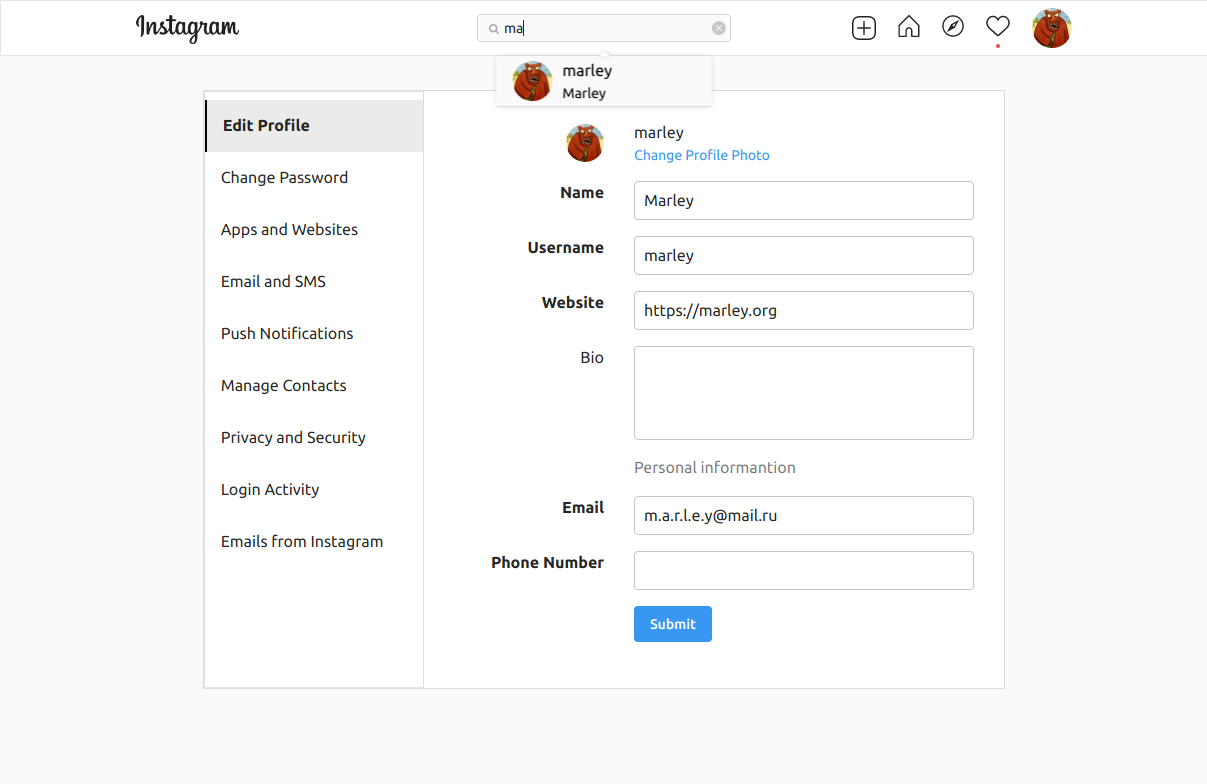 Instagram
ma
marley
Marley
Edit Profile
Change Password
Apps and Websites
Email and SMS
Push Notifications
Manage Contacts
Privacy and Security
Login Activity
Emails from Instagram
marley
Change Profile Photo
Name
Marley
Username
marley
Website
https://marley.org
Bio
Personal informantion
Email
m.a.r.l.e.y@mail.ru
Phone Number
Submit